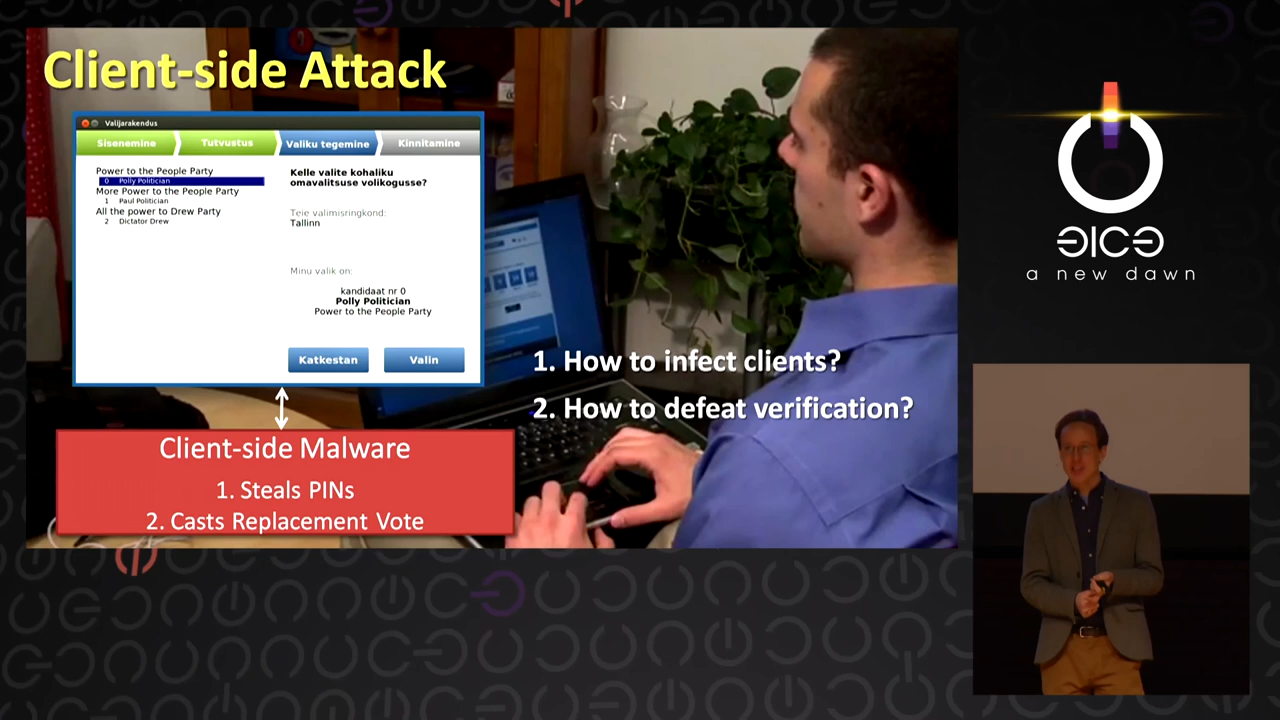 Client-side Attack
Valijarakendus
Sisenemine
Tutvustus
Valiku tegemine
Kinnitamine
Power to the People Party
0 Polly Politician
More Power to the People Party
1 Paul Politician
All the power to Drew Party
2 Dictator Drew
Kelle valite kohaliku
omavalitsuse volikogusse?
Teie valimisringkond:
Tallinn
Minu valik on:
kandidaat nr 0
Polly Politician
Power to the People Party
Katkestan
Valin
1. How to infect clients?
2. How to defeat verification?
Client-side Malware
1. Steals PINs
2. Casts Replacement Vote
a new dawn